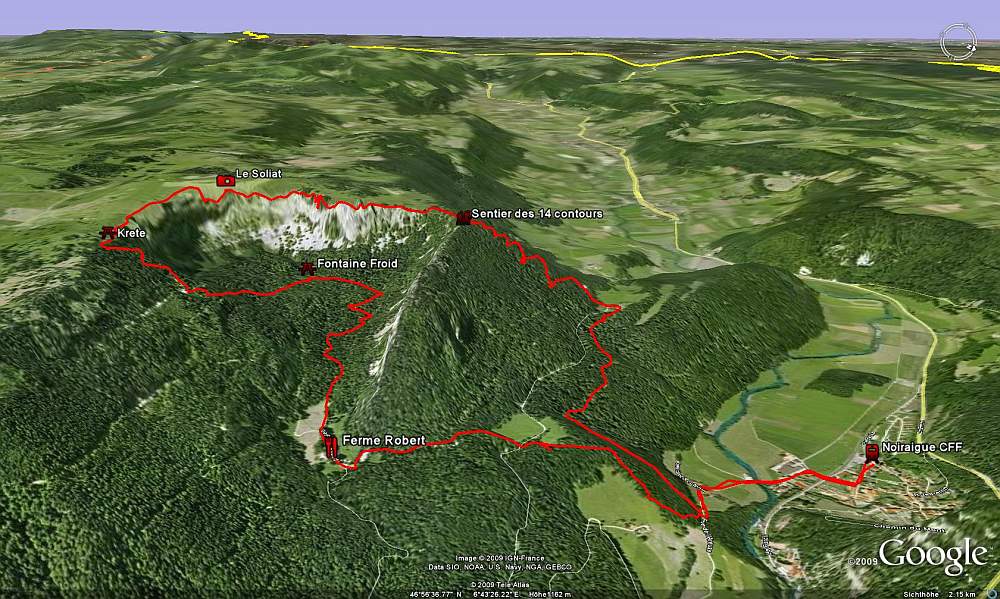 Le Soliat
Sentier des 14 contours
Krete
Fontaine Froid
Ferme Robert
Noiraigue CFF
Image © 2009 IGN-France
Data SIO, NOAA, U.S. Navy, NGA, GEBCO
© 2009 Tele Atlas
©2009 Google
46°56'36.77" N 6°43'26.22" E Höhe 1162 m
Sichthöhe 2.15 km